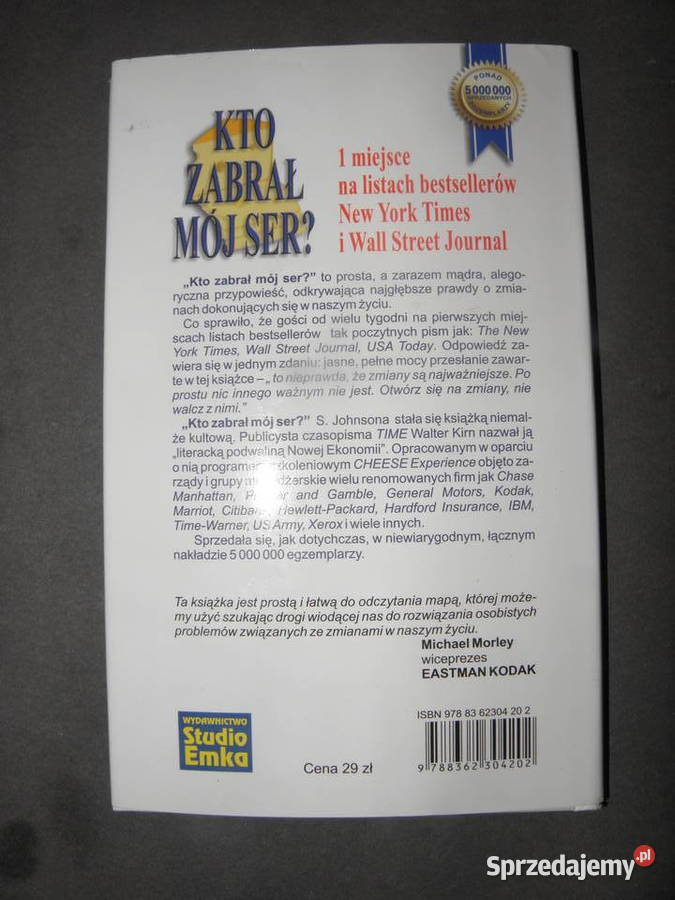 PONAD
5 000 000
SPRZEDANYCH
EGZEMPLARZY
KTO
ZABRAŁ
MÓJ SER?
1 miejsce
na listach bestsellerów
New York Times
i Wall Street Journal
„Kto zabrał mój ser?” to prosta, a zarazem mądra, alego-
ryczna przypowieść, odkrywająca najgłębsze prawdy o zmia-
nach dokonujących się w naszym życiu.
Co sprawiło, że gości od wielu tygodni na pierwszych miej-
scach listach bestsellerów tak poczytnych pism jak: The New
York Times, Wall Street Journal, USA Today. Odpowiedź za-
wiera się w jednym zdaniu: jasne, pełne mocy przesłanie zawar-
te w tej książce – „ to nieprawda, że zmiany są najważniejsze. Po
prostu nic innego ważnym nie jest. Otwórz się na zmiany, nie
walcz z nimi.”
„Kto zabrał mój ser?” S. Johnsona stała się książką niemal-
że kultową. Publicysta czasopisma TIME Walter Kirn nazwał ją
„literacką podwaliną Nowej Ekonomii”. Opracowanym w oparciu
o nią programem szkoleniowym CHEESE Experience objęto za-
rządy i grupy menedżerskie wielu renomowanych firm jak Chase
Manhattan, Procter and Gamble, General Motors, Kodak,
Marriot, Citibank, Hewlett-Packard, Hardford Insurance, IBM,
Time-Warner, US Army, Xerox i wiele innych.
Sprzedała się, jak dotychczas, w niewiarygodnym, łącznym
nakładzie 5 000 000 egzemplarzy.
Ta książka jest prostą i łatwą do odczytania mapą, której może-
my użyć szukając drogi wiodącej nas do rozwiązania osobistych
problemów związanych ze zmianami w naszym życiu.
Michael Morley
wiceprezes
EASTMAN KODAK
WYDAWNICTWO
Studio
Emka
Cena 29 zł
ISBN 978 83 62304 20 2
9 788362 304202
Sprzedajemy.pl